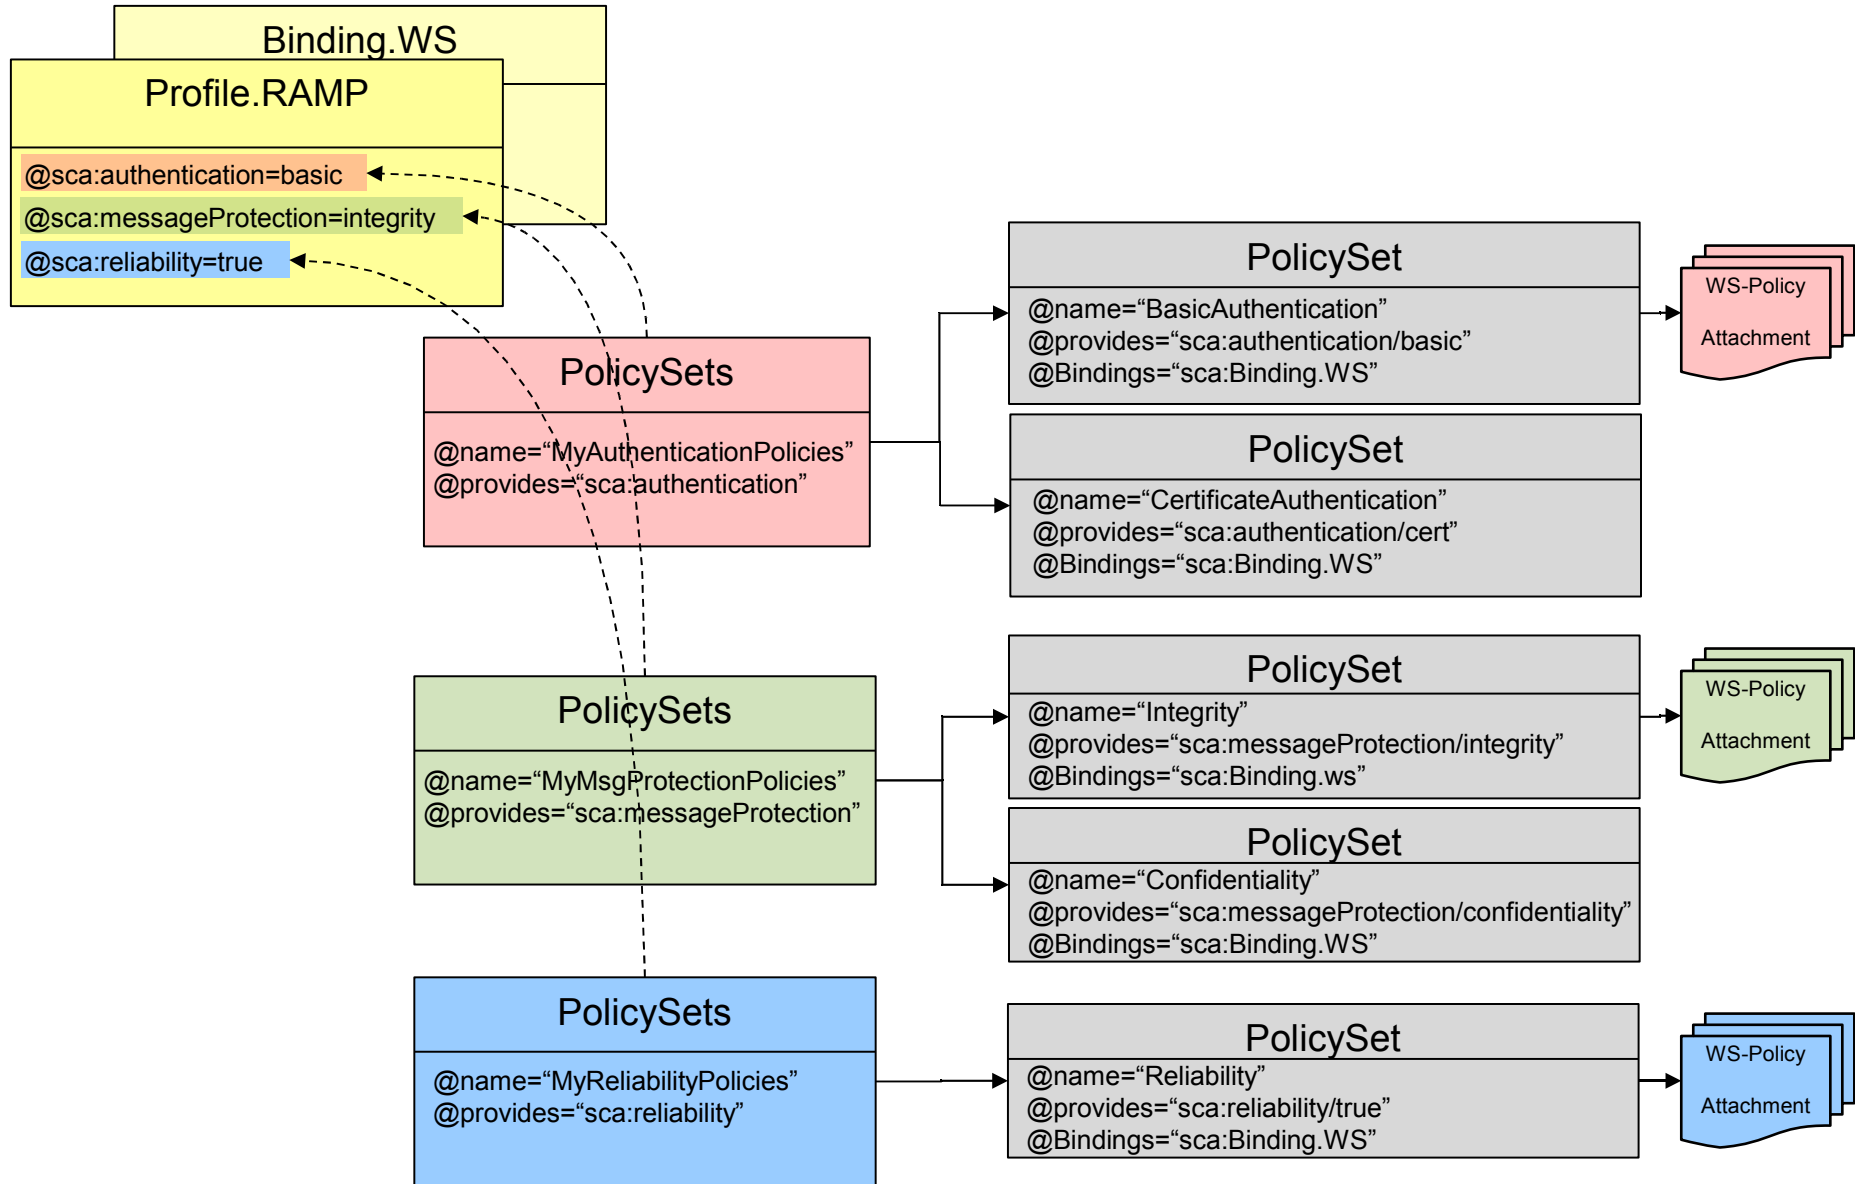 Binding.WS
Profile.RAMP
@sca:authentication=basic
@sca:messageProtection=integrity
@sca:reliability=true
PolicySets
@name=“MyAuthenticationPolicies”
@provides=“sca:authentication”
PolicySet
@name=“BasicAuthentication”
@provides=“sca:authentication/basic”
@Bindings=“sca:Binding.WS”
WS-Policy
Attachment
PolicySet
@name=“CertificateAuthentication”
@provides=“sca:authentication/cert”
@Bindings=“sca:Binding.WS”
PolicySets
@name=“MyMsgProtectionPolicies”
@provides=“sca:messageProtection”
PolicySet
@name=“Integrity”
@provides=“sca:messageProtection/integrity”
@Bindings=“sca:Binding.ws”
WS-Policy
Attachment
PolicySet
@name=“Confidentiality”
@provides=“sca:messageProtection/confidentiality”
@Bindings=“sca:Binding.WS”
PolicySets
@name=“MyReliabilityPolicies”
@provides=“sca:reliability”
PolicySet
@name=“Reliability”
@provides=“sca:reliability/true”
@Bindings=“sca:Binding.WS”
WS-Policy
Attachment